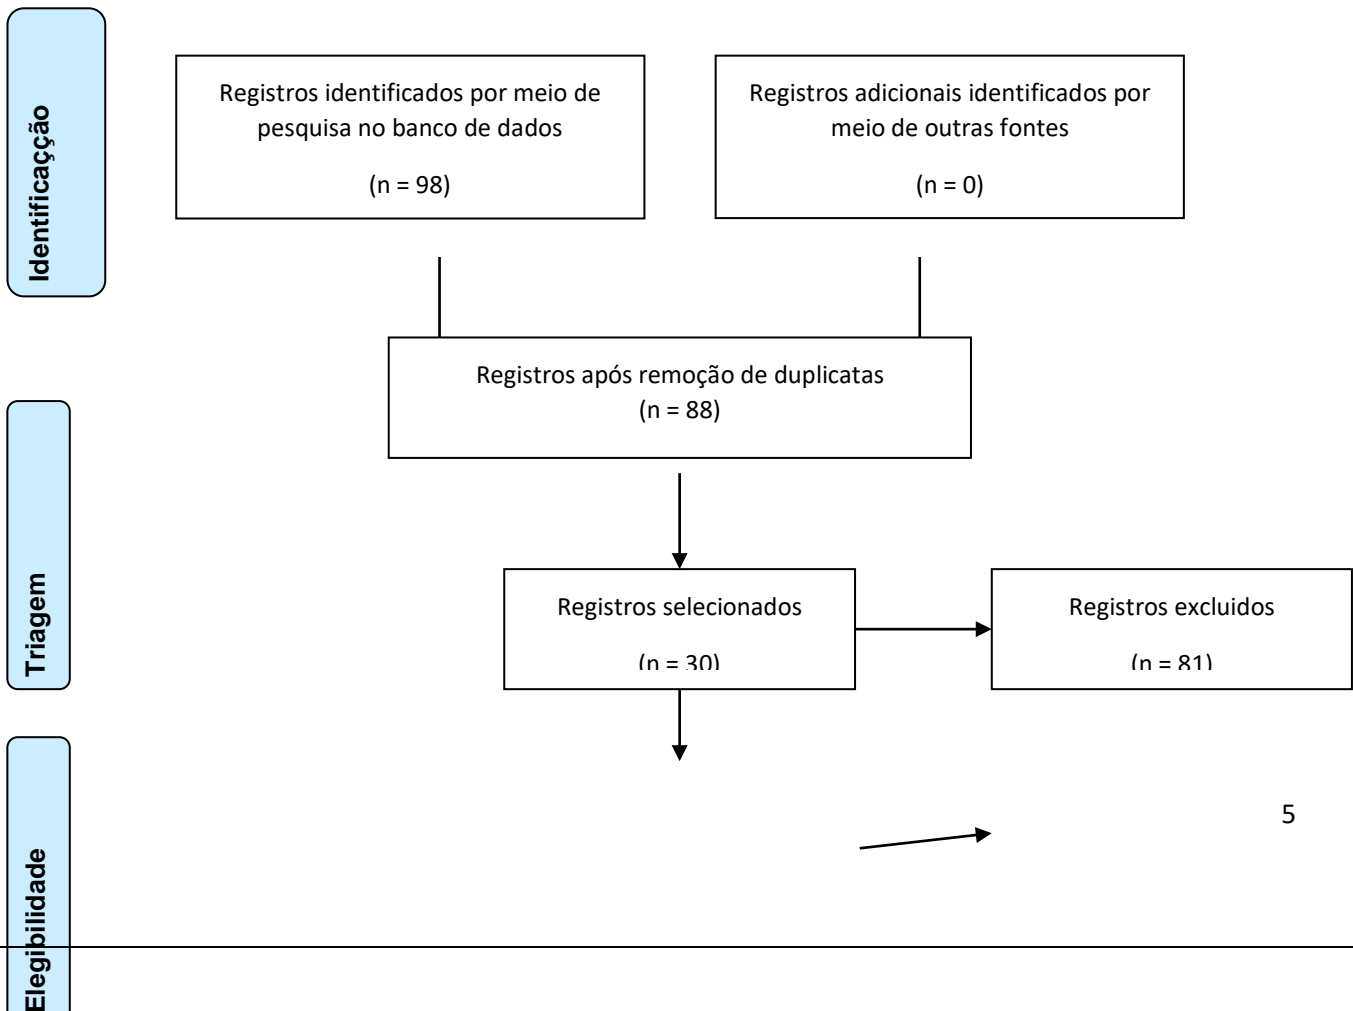 Identificaçção
Registros identificados por meio de
pesquisa no banco de dados
(n = 98)
Registros adicionais identificados por
meio de outras fontes
(n = 0)
Registros após remoção de duplicatas
(n = 88)
Triagem
Registros selecionados
(n = 30)
Registros excluidos
(n = 81)
5
Elegibilidade